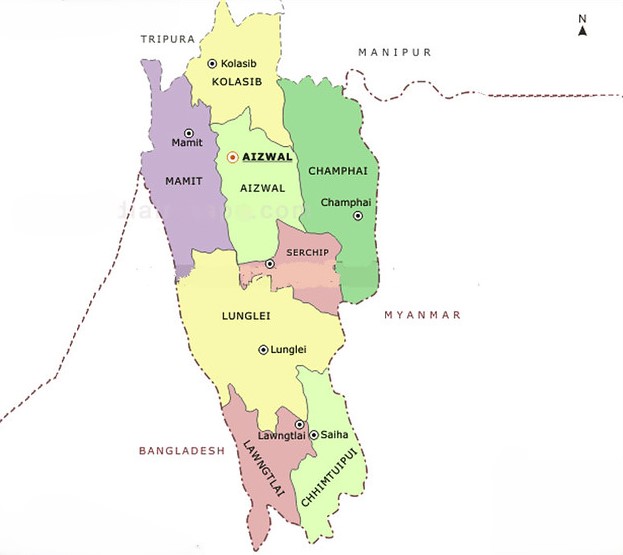 N
TRIPURA
MANIPUR
Kolasib
KOLASIB
Mamit
AIZWAL
MAMIT
AIZWAL
CHAMPHAI
Champhai
SERCHIP
LUNGLEI
MYANMAR
Lunglei
Lawngtlai
Saiha
BANGLADESH
LAWNGTLAI
CHHIMTUIPUI